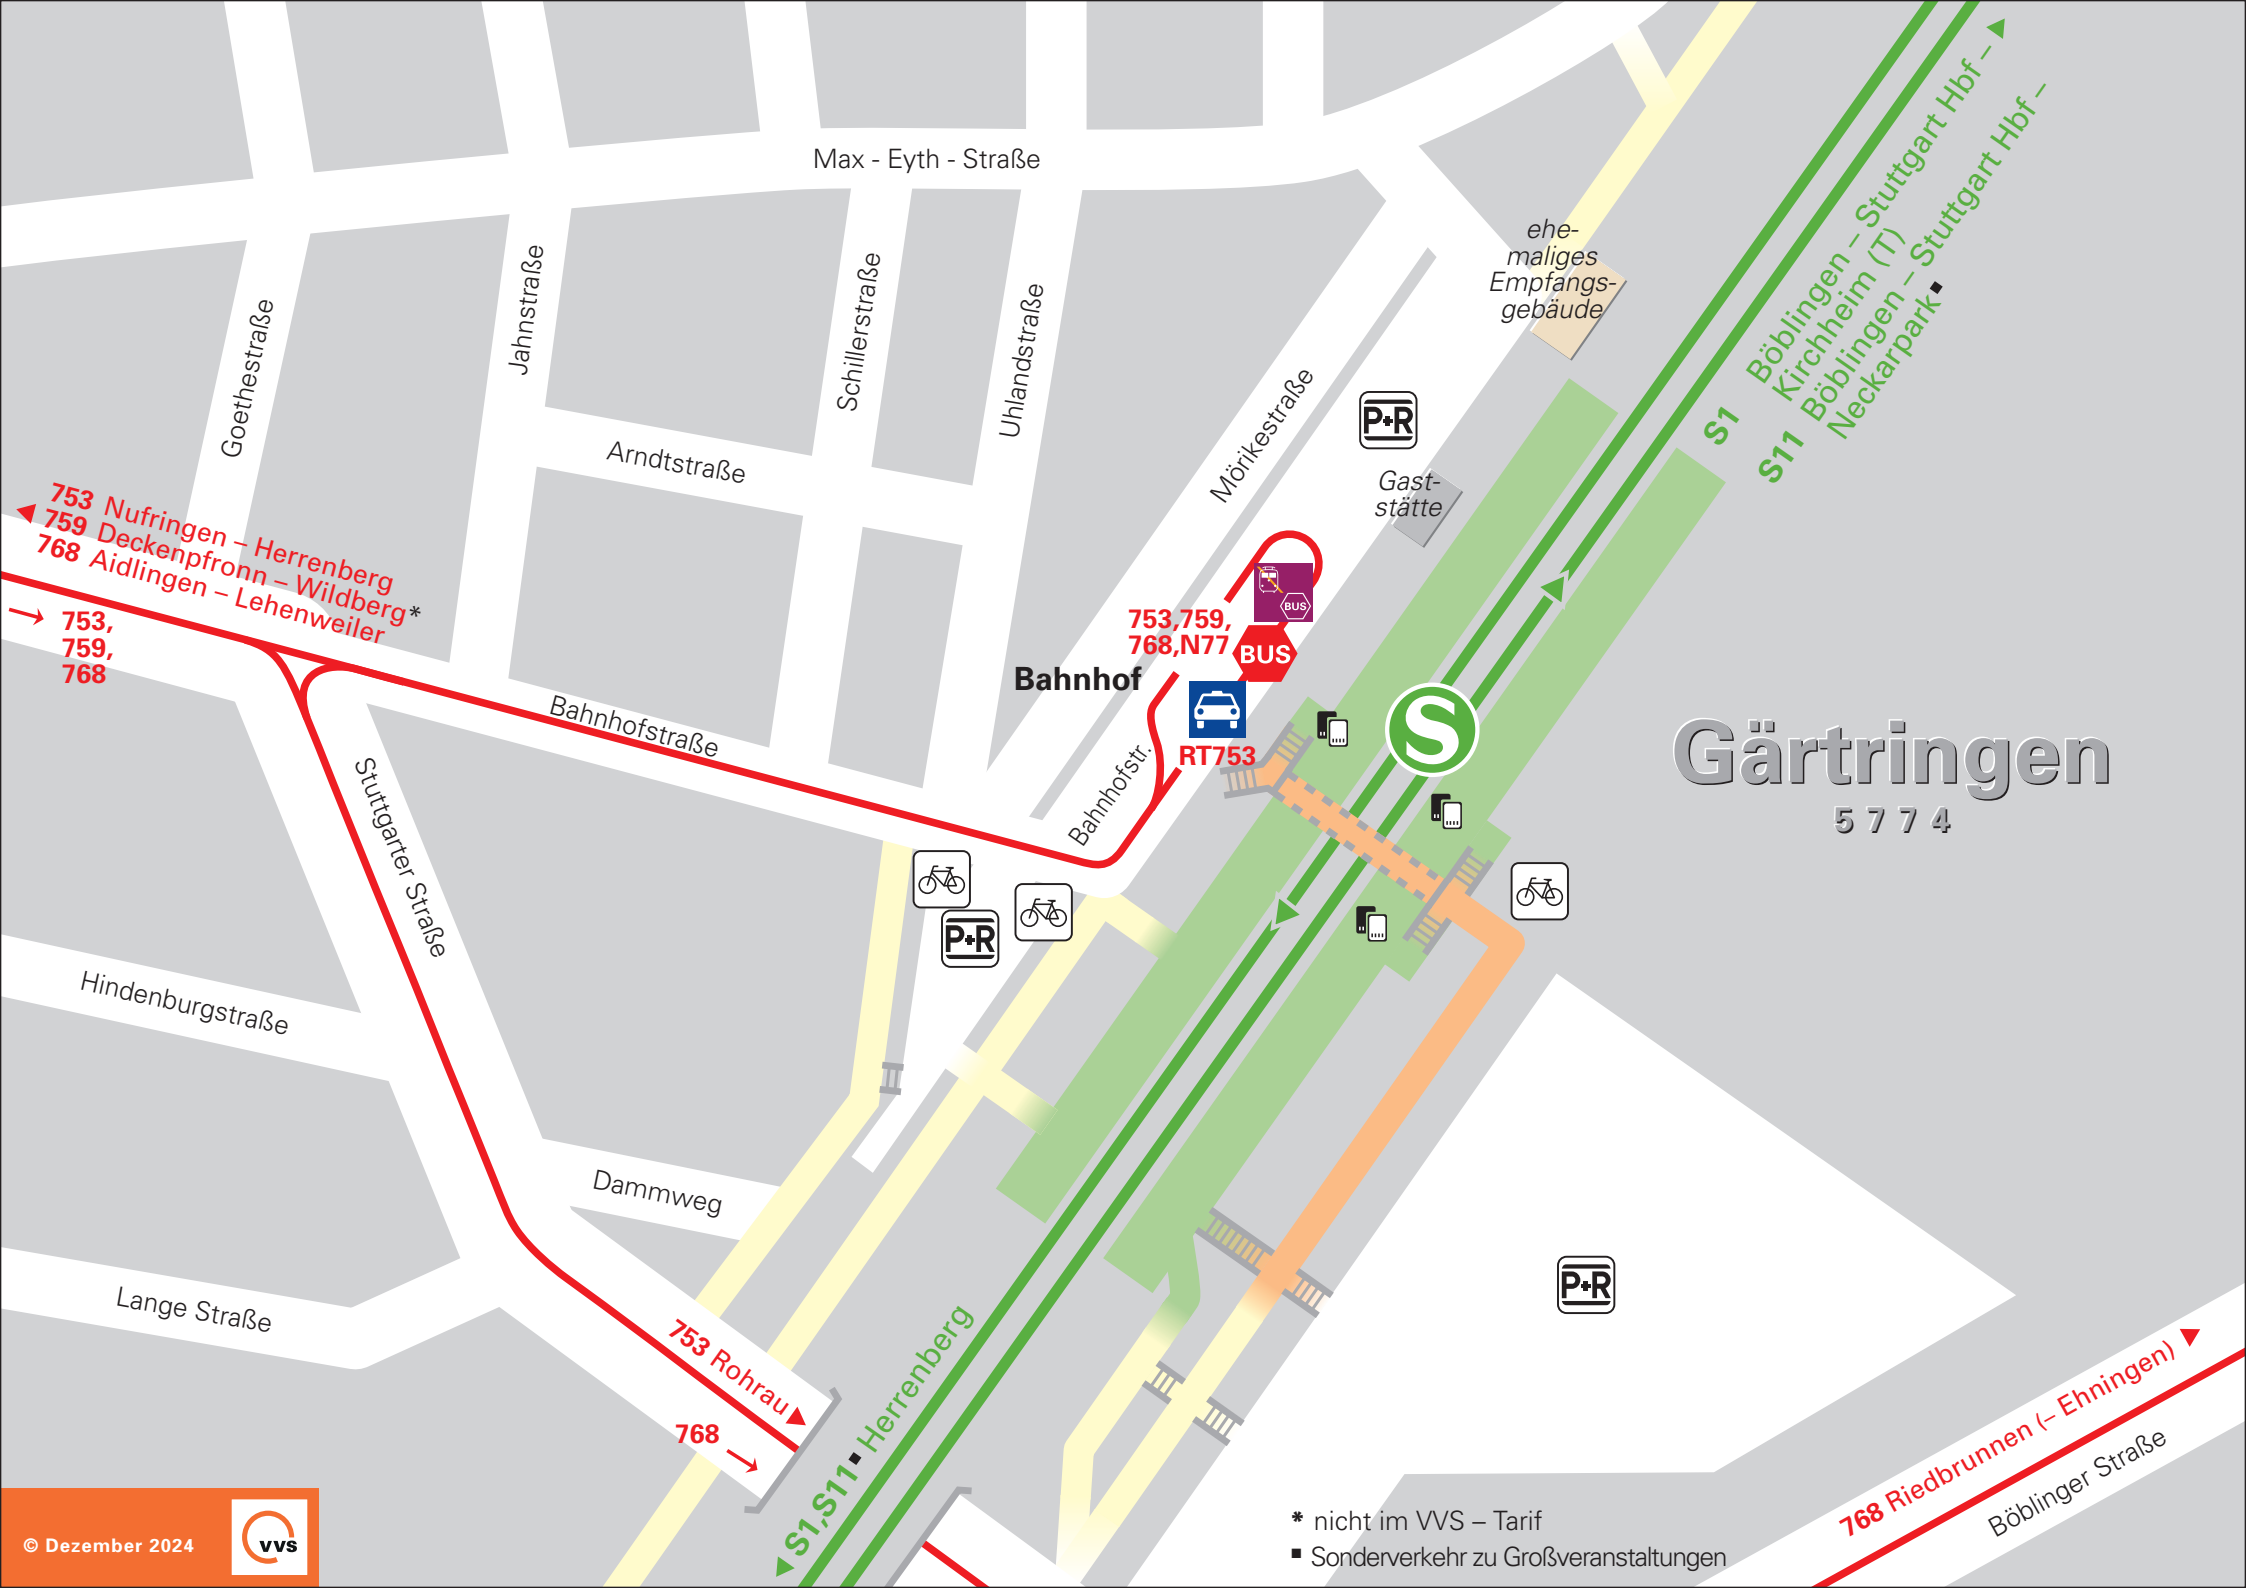 Max - Eyth - Straße
Goethestraße
Jahnstraße
Schillerstraße
Uhlandstraße
Arndtstraße
Mörikestraße
ehe-
maliges
Empfangs-
gebäude
P+R
Gast-
stätte
S1 Böblingen – Stuttgart Hbf –
Kirchheim (T)
S11 Böblingen – Stuttgart Hbf –
Neckarpark ▪
753 Nufringen – Herrenberg
759 Deckenpfronn – Wildberg*
768 Aidlingen – Lehenweiler
753,
759,
768
BUS
753,759,
768,N77
BUS
Bahnhof
RT753
Bahnhofstraße
Bahnhofstr.
S
Gärtringen
5774
Stuttgarter Straße
P+R
Hindenburgstraße
Dammweg
Lange Straße
753 Rohrau
768
S1,S11▪ Herrenberg
P+R
768 Riedbrunnen (– Ehningen)
Böblinger Straße
* nicht im VVS – Tarif
▪ Sonderverkehr zu Großveranstaltungen
© Dezember 2024
vvs